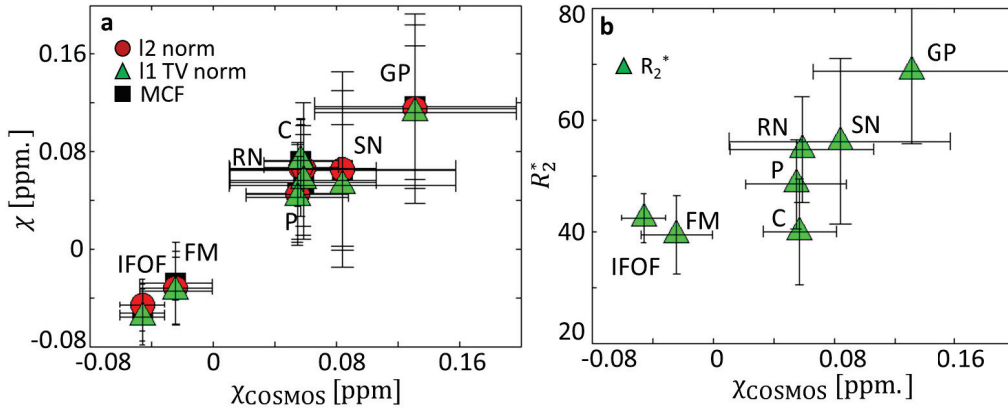 a
l2 norm
l1 TV norm
MCF
GP
C
SN
RN
P
FM
IFOF
0.16
0.08
0
-0.08
χ [ppm.]
-0.08 0 0.08 0.16
χCOSMOS [ppm]
b
R2*
GP
RN
SN
P
FM
C
IFOF
80
60
40
20
R2*
-0.08 0 0.08 0.16
χCOSMOS [ppm.]